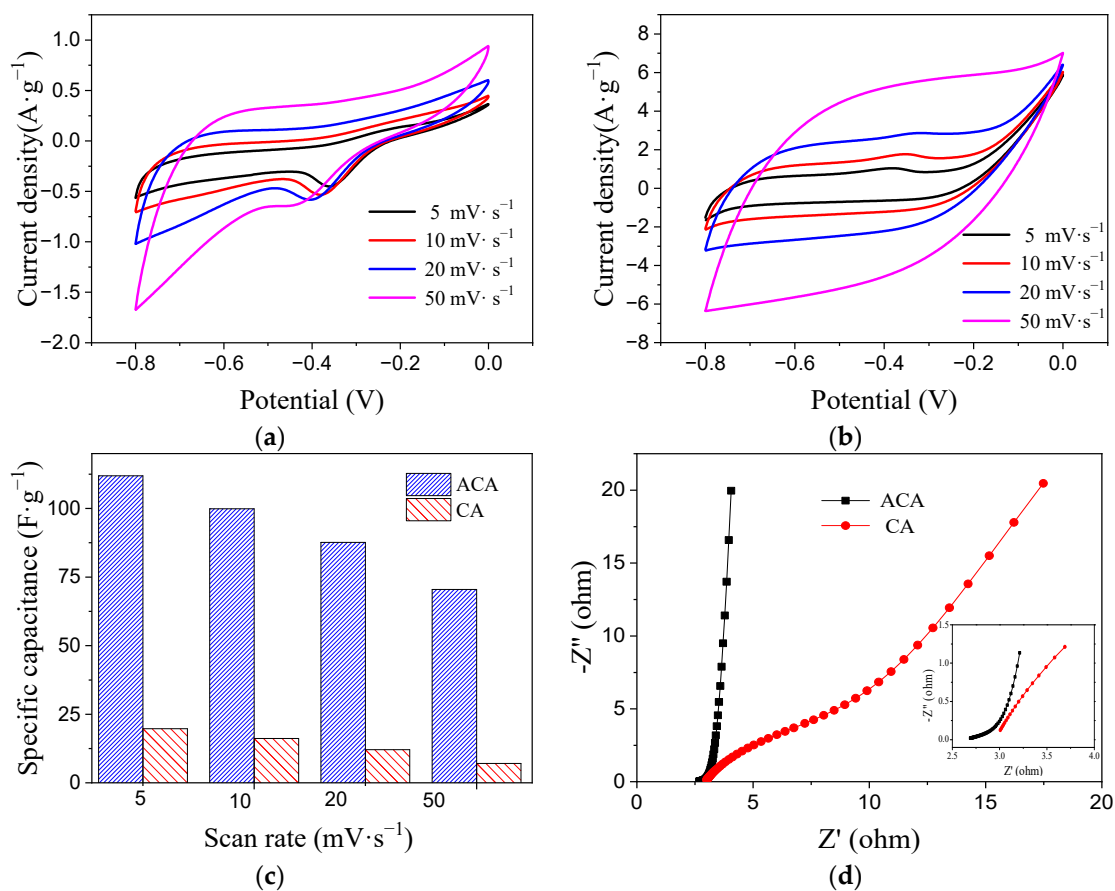 1.0
0.5
0.0
−0.5
−1.0
−1.5
−2.0
Current density(A·g⁻¹)
5 mV· s⁻¹
10 mV· s⁻¹
20 mV· s⁻¹
50 mV· s⁻¹
−0.8 −0.6 −0.4 −0.2 0.0
Potential (V)
(a)
8
6
4
2
0
−2
−4
−6
−8
Current density(A·g⁻¹)
5 mV·s⁻¹
10 mV·s⁻¹
20 mV·s⁻¹
50 mV·s⁻¹
−0.8 −0.6 −0.4 −0.2 0.0
Potential (V)
(b)
100
75
50
25
0
Specific capacitance (F·g⁻¹)
ACA
CA
5 10 20 50
Scan rate (mV·s⁻¹)
(c)
20
15
10
5
0
-Z'' (ohm)
ACA
CA
1.5
1.0
0.5
0.0
-Z'' (ohm)
2.5 3.0 3.5 4.0
Z' (ohm)
0 5 10 15 20
Z' (ohm)
(d)